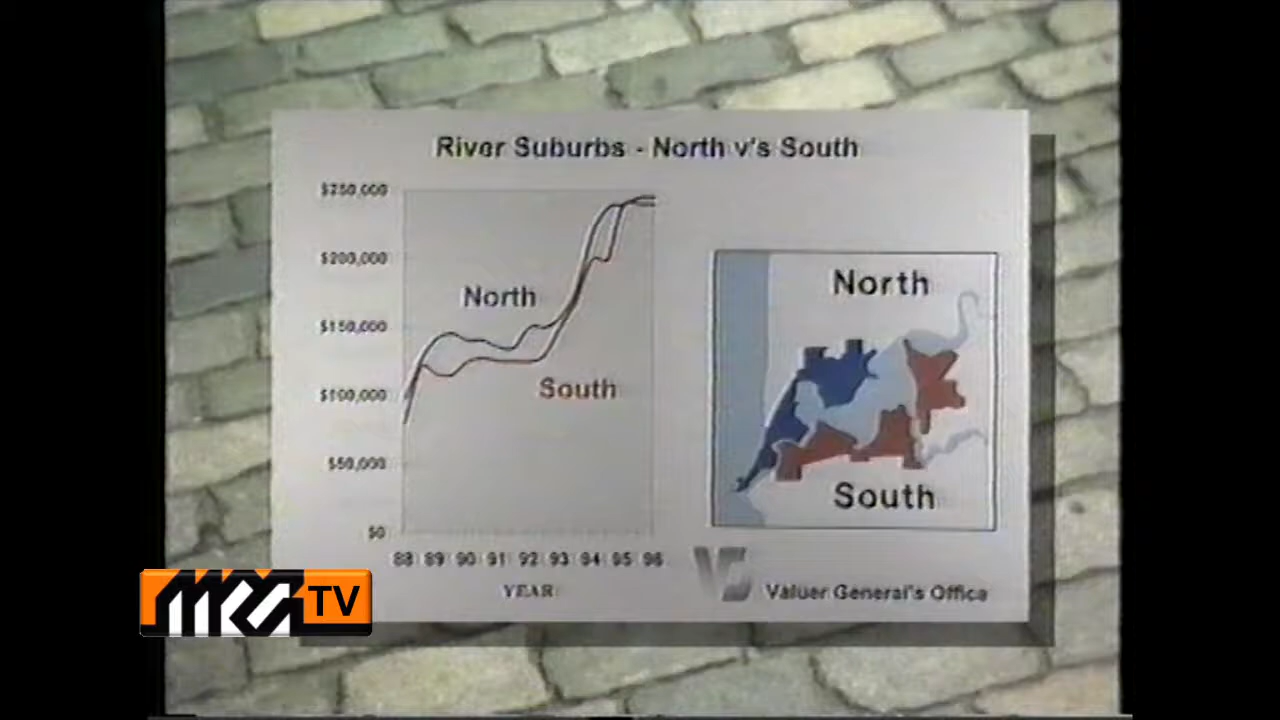 River Suburbs - North v's South
$250,000
$200,000
$150,000
$100,000
$50,000
$0
North
South
88 89 90 91 92 93 94 95 96
YEAR
North
South
Valuer General's Office
TV